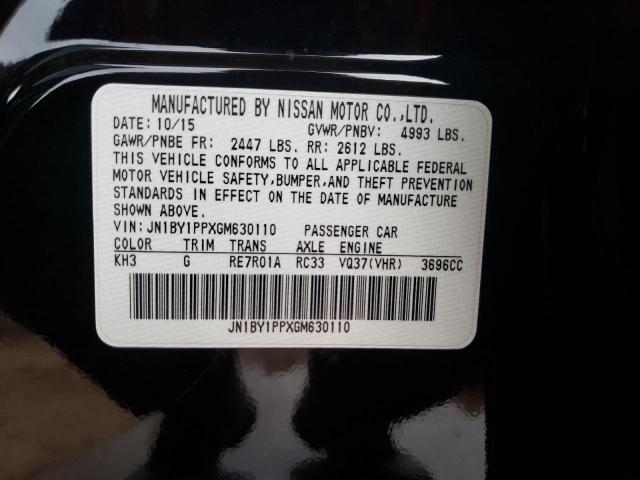 MANUFACTURED BY NISSAN MOTOR CO.,LTD.
DATE: 10/15 GVWR/PNBV: 4993 LBS.
GAWR/PNBE FR: 2447 LBS. RR: 2612 LBS.
THIS VEHICLE CONFORMS TO ALL APPLICABLE FEDERAL
MOTOR VEHICLE SAFETY,BUMPER,AND THEFT PREVENTION
STANDARDS IN EFFECT ON THE DATE OF MANUFACTURE
SHOWN ABOVE.
VIN:JN1BY1PPXGM630110 PASSENGER CAR
COLOR TRIM TRANS AXLE ENGINE
KH3 G RE7R01A RC33 VQ37(VHR) 3696CC
JN1BY1PPXGM630110